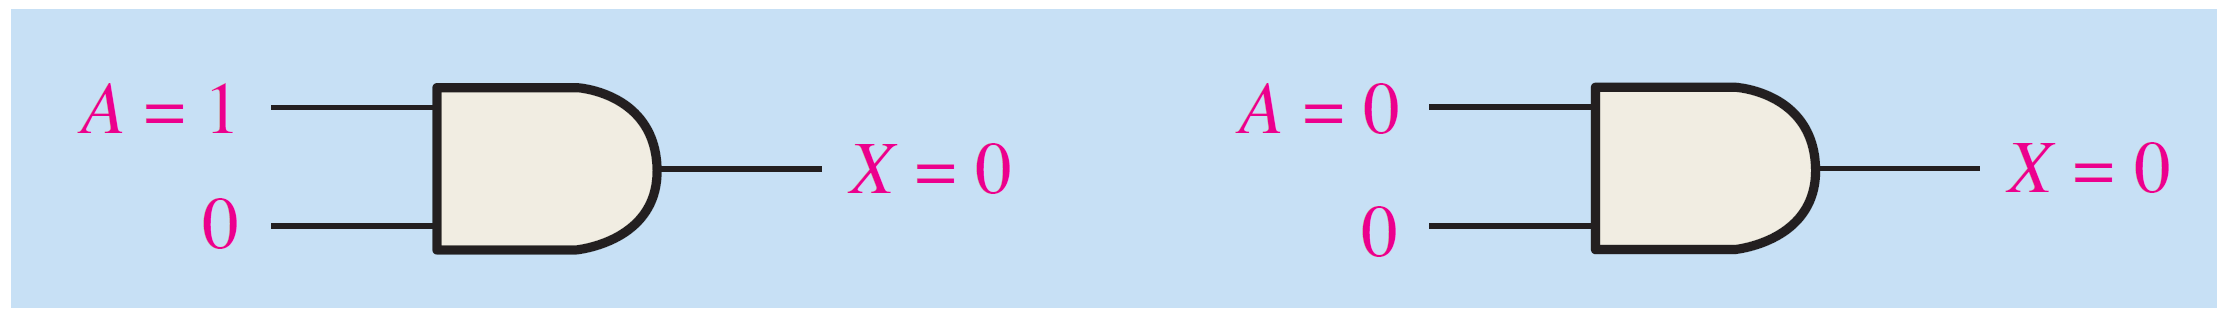 A = 1
0
X = 0
A = 0
0
X = 0